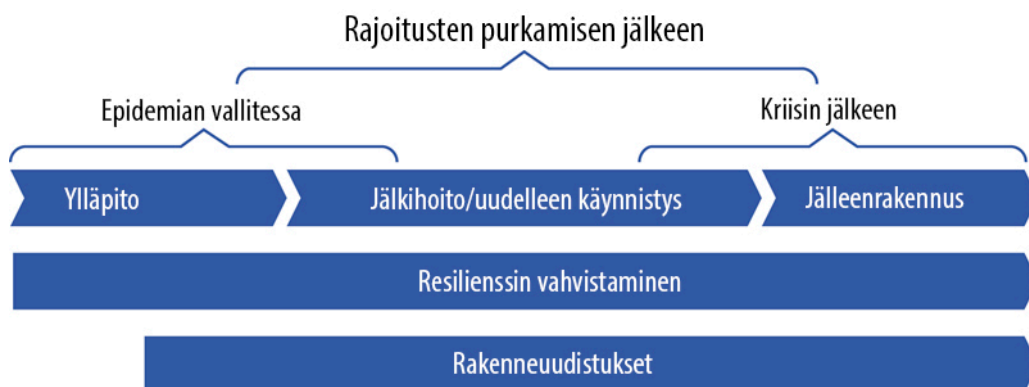 Rajoitusten purkamisen jälkeen
Epidemian vallitessa
Kriisin jälkeen
Ylläpito
Jälkihoito/uudelleen käynnistys
Jälleenrakennus
Resilienssin vahvistaminen
Rakenneuudistukset